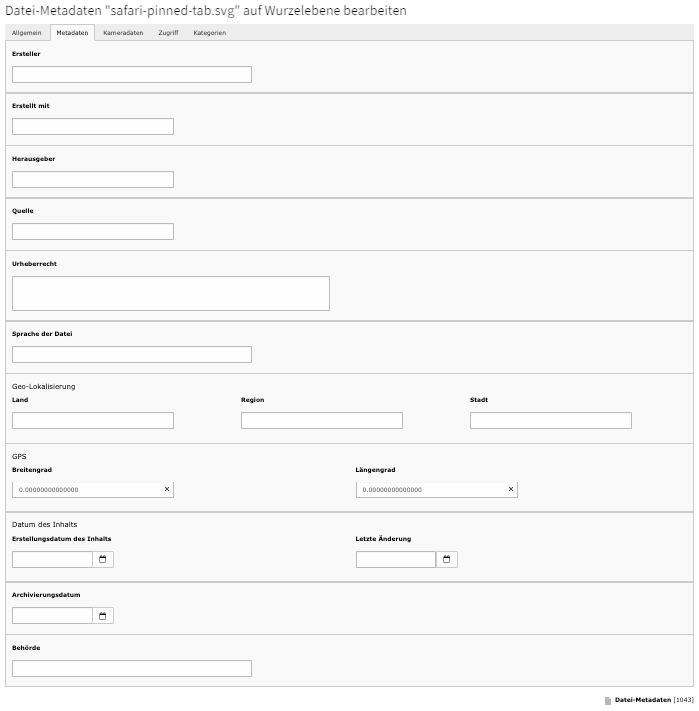 Datei-Metadaten "safari-pinned-tab.svg" auf Wurzelebene bearbeiten
Allgemein Metadaten Kameradaten Zugriff Kategorien
Ersteller
Erstellt mit
Herausgeber
Quelle
Urheberrecht
Sprache der Datei
Geo-Lokalisierung
Land Region Stadt
GPS
Breitengrad Längengrad
0.00000000000000 × 0.00000000000000 ×
Datum des Inhalts
Erstellungsdatum des Inhalts Letzte Änderung
Archivierungsdatum
Behörde
Datei-Metadaten [1043]